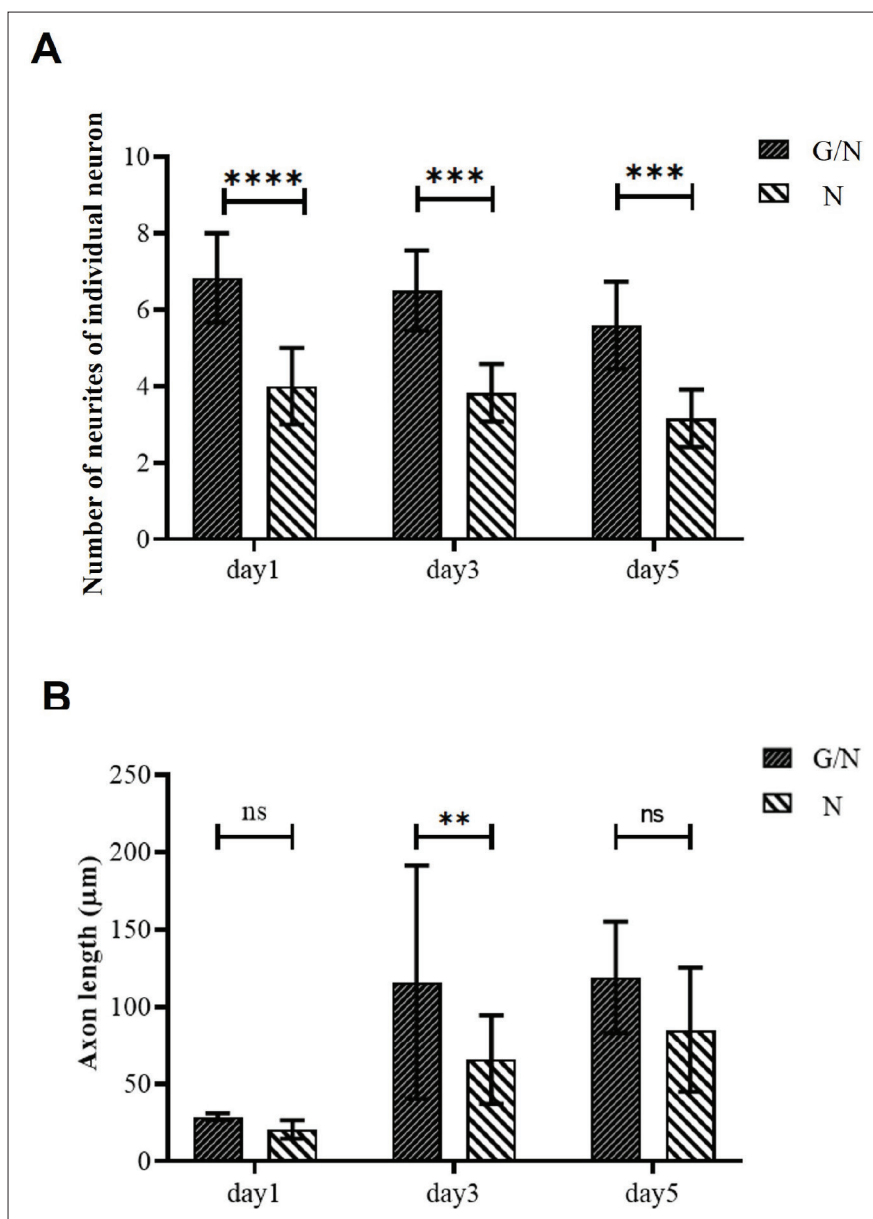 A
Number of neurites of individual neuron
10
8
6
4
2
0
****
***
***
G/N
N
day1
day3
day5
B
Axon length (μm)
250
200
150
100
50
0
ns
**
ns
G/N
N
day1
day3
day5